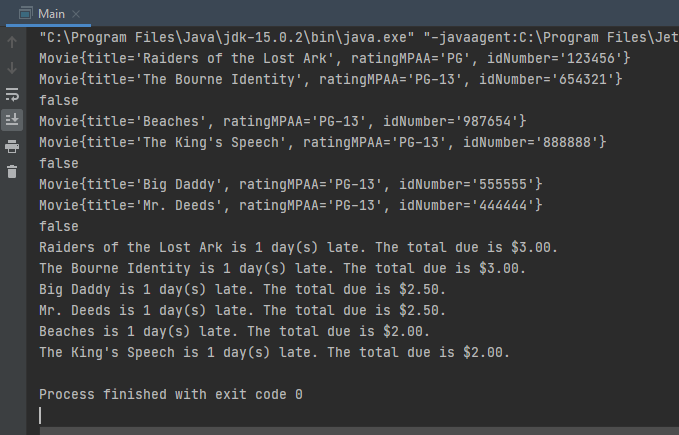 Main
"C:\Program Files\Java\jdk-15.0.2\bin\java.exe" "-javaagent:C:\Program Files\Jet
Movie{title='Raiders of the Lost Ark', ratingMPAA='PG', idNumber='123456'}
Movie{title='The Bourne Identity', ratingMPAA='PG-13', idNumber='654321'}
false
Movie{title='Beaches', ratingMPAA='PG-13', idNumber='987654'}
Movie{title='The King's Speech', ratingMPAA='PG-13', idNumber='888888'}
false
Movie{title='Big Daddy', ratingMPAA='PG-13', idNumber='555555'}
Movie{title='Mr. Deeds', ratingMPAA='PG-13', idNumber='444444'}
false
Raiders of the Lost Ark is 1 day(s) late. The total due is $3.00.
The Bourne Identity is 1 day(s) late. The total due is $3.00.
Big Daddy is 1 day(s) late. The total due is $2.50.
Mr. Deeds is 1 day(s) late. The total due is $2.50.
Beaches is 1 day(s) late. The total due is $2.00.
The King's Speech is 1 day(s) late. The total due is $2.00.
Process finished with exit code 0